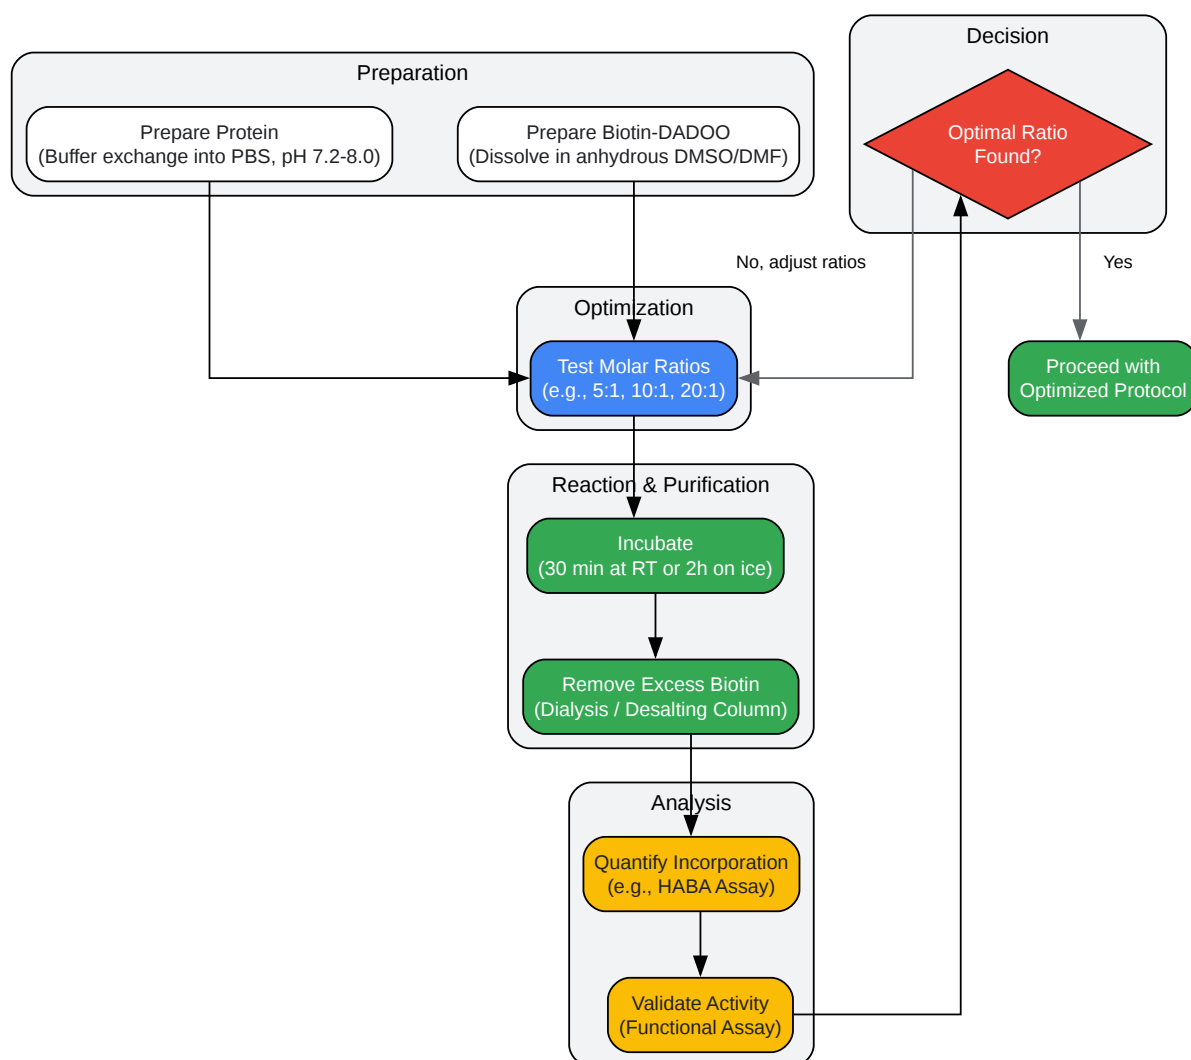 Preparation
Prepare Protein
(Buffer exchange into PBS, pH 7.2-8.0)
Prepare Biotin-DADOO
(Dissolve in anhydrous DMSO/DMF)
Decision
Optimal Ratio
Found?
No, adjust ratios
Yes
Optimization
Test Molar Ratios
(e.g., 5:1, 10:1, 20:1)
Proceed with
Optimized Protocol
Reaction & Purification
Incubate
(30 min at RT or 2h on ice)
Remove Excess Biotin
(Dialysis / Desalting Column)
Analysis
Quantify Incorporation
(e.g., HABA Assay)
Validate Activity
(Functional Assay)